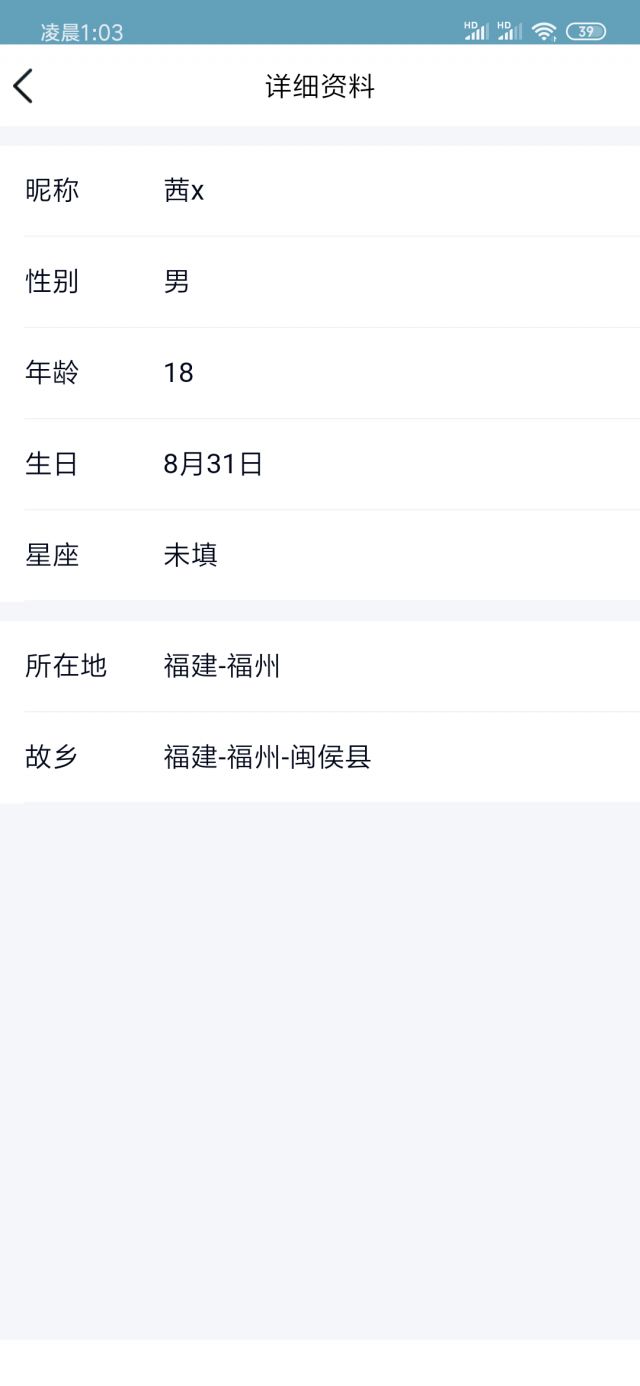 凌晨1:03 HD HD 39
详细资料
昵称 茜x
性别 男
年龄 18
生日 8月31日
星座 未填
所在地 福建-福州
故乡 福建-福州-闽侯县